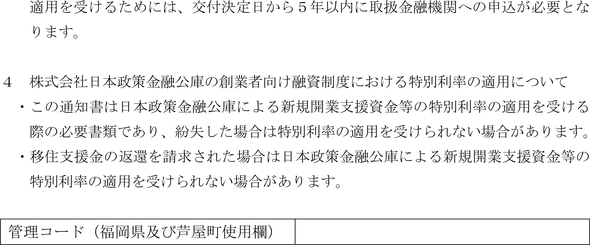 適用を受けるためには、交付決定日から５年以内に取扱金融機関への申込が必要とな
ります。
４　株式会社日本政策金融公庫の創業者向け融資制度における特別利率の適用について
・この通知書は日本政策金融公庫による新規開業支援資金等の特別利率の適用を受ける
際の必要書類であり、紛失した場合は特別利率の適用を受けられない場合があります。
・移住支援金の返還を請求された場合は日本政策金融公庫による新規開業支援資金等の
特別利率の適用を受けられない場合があります。
管理コード（福岡県及び芦屋町使用欄）